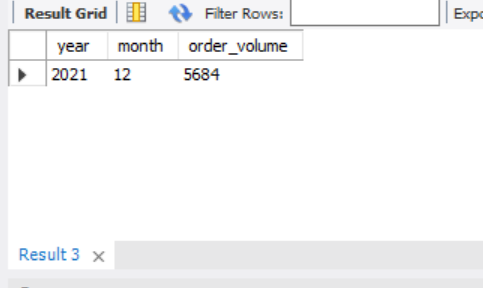 Result Grid Filter Rows: Expo
year month order_volume
2021 12 5684
Result 3